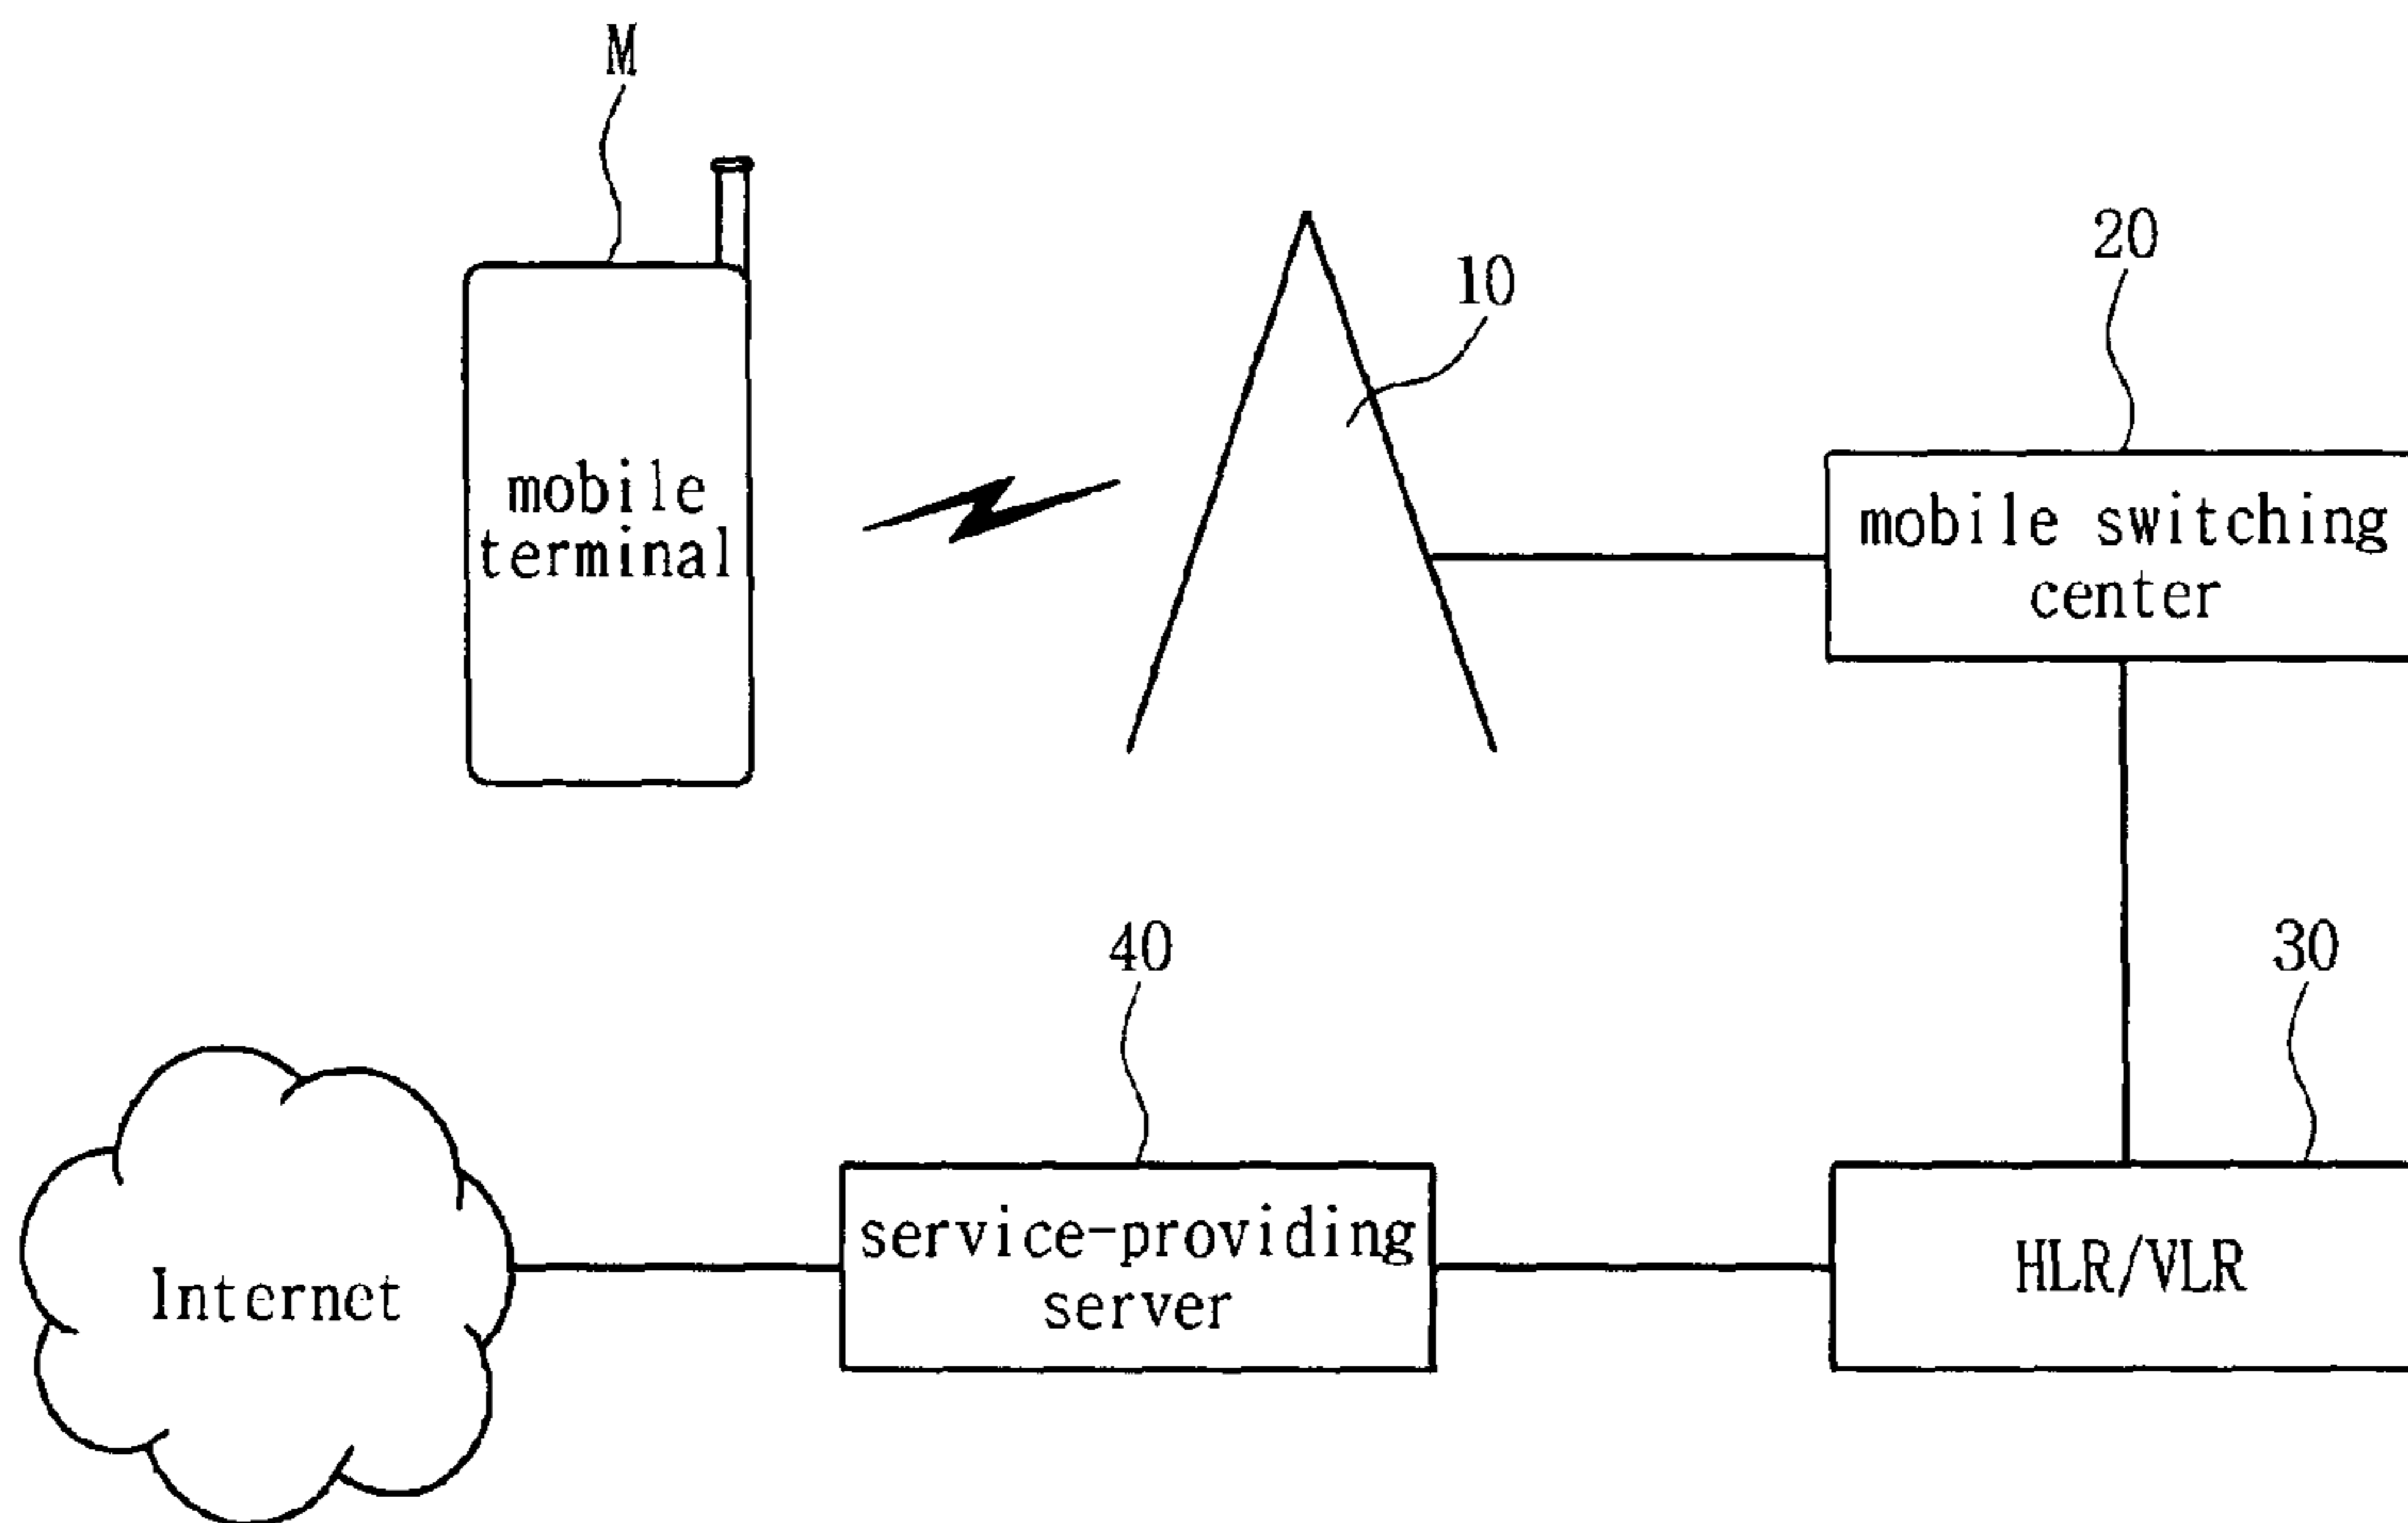 M
10
20
mobile
terminal
mobile switching
center
40
30
Internet
service-providing
server
HLR/VLR